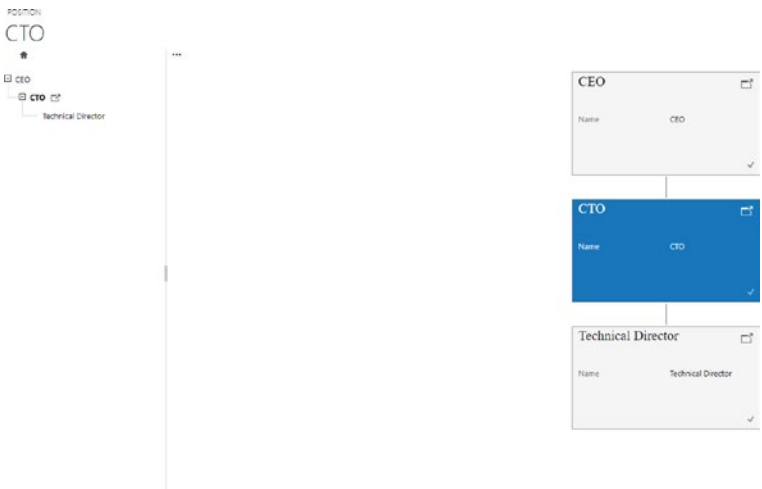 POSITION
CTO
...
CEO
CTO
Technical Director
CEO
Name CEO
CTO
Name CTO
Technical Director
Name Technical Director